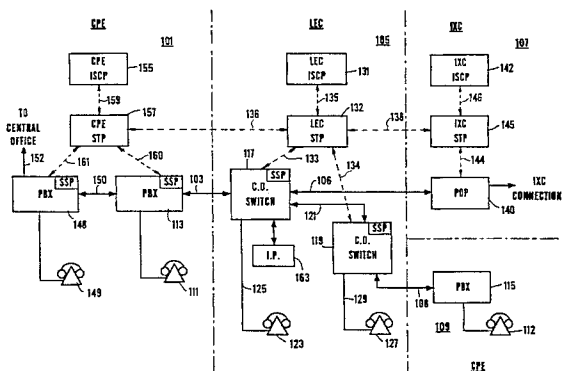 CPE
LEC
IXC
101
105
107
CPE
ISCP
155
LEC
ISCP
131
IXC
ISCP
142
159
135
146
157
136
132
138
CPE
STP
LEC
STP
IXC
STP
145
TO
CENTRAL
OFFICE
152
161
160
117
133
134
144
SSP
PBX
150
SSP
PBX
103
SSP
C.O.
SWITCH
106
POP
IXC
CONNECTION
121
140
148
113
119
SSP
C.O.
SWITCH
I.P.
163
125
129
108
PBX
115
149
111
123
127
109
112
CPE